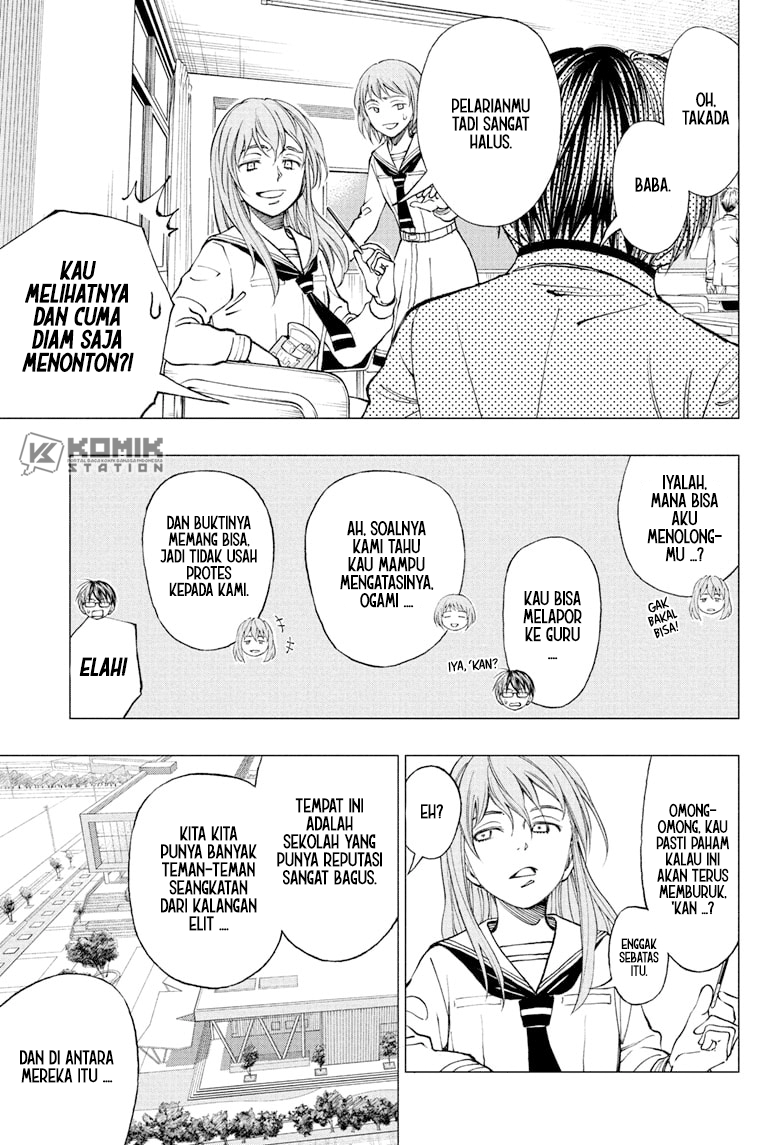 OH,
TAKADA
BABA.
PELARIANMU
TADI SANGAT
HALUS.
KAU
MELIHATNYA
DAN CUMA
DIAM SAJA
MENONTON?!
KOMIK
STATION
IYALAH,
MANA BISA
AKU
MENOLONG-
MU ...?
GAK
BAKAL
BISA!
KAU BISA
MELAPOR
KE GURU
....
IYA, 'KAN?
AH, SOALNYA
KAMI TAHU
KAU MAMPU
MENGATASINYA,
OGAMI ....
DAN BUKTINYA
MEMANG BISA,
JADI TIDAK USAH
PROTES
KEPADA KAMI.
ELAHI
OMONG-
OMONG, KAU
PASTI PAHAM
KALAU INI
AKAN TERUS
MEMBURUK,
'KAN ...?
ENGGAK
SEBATAS
ITU.
EH?
TEMPAT INI
ADALAH
SEKOLAH YANG
PUNYA REPUTASI
SANGAT BAGUS.
KITA KITA
PUNYA BANYAK
TEMAN-TEMAN
SEANGKATAN
DARI KALANGAN
ELIT ....
DAN DI ANTARA
MEREKA ITU ....